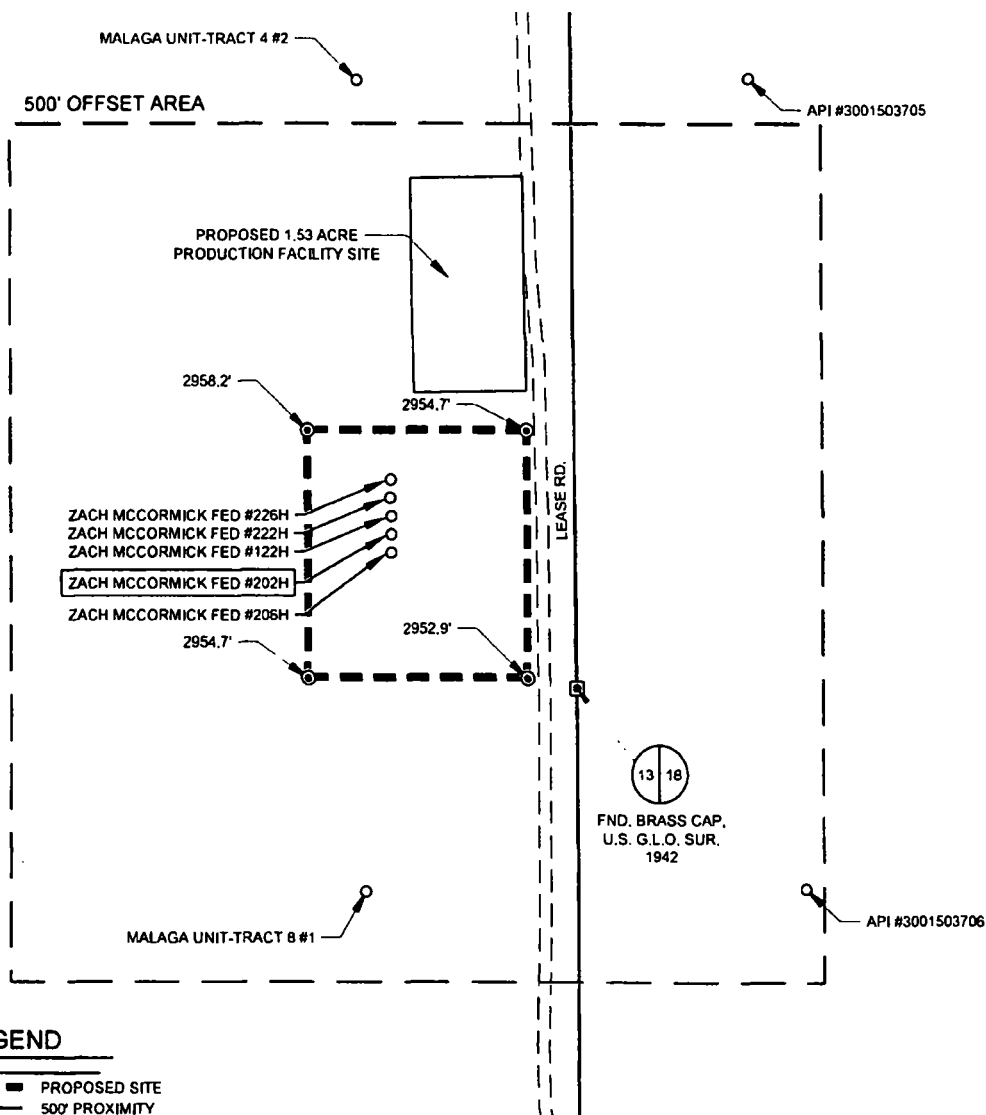 MALAGA UNIT-TRACT 4 #2
500' OFFSET AREA
API #3001503705
PROPOSED 1.53 ACRE
PRODUCTION FACILITY SITE
2958.2'
2954.7'
LEASE RD.
ZACH MCCORMICK FED #226H
ZACH MCCORMICK FED #222H
ZACH MCCORMICK FED #122H
ZACH MCCORMICK FED #202H
ZACH MCCORMICK FED #206H
2954.7'
2952.9'
13 18
FND. BRASS CAP,
U.S. G.L.O. SUR.
1942
MALAGA UNIT-TRACT 8 #1
API #3001503706
GEND
PROPOSED SITE
500' PROXIMITY